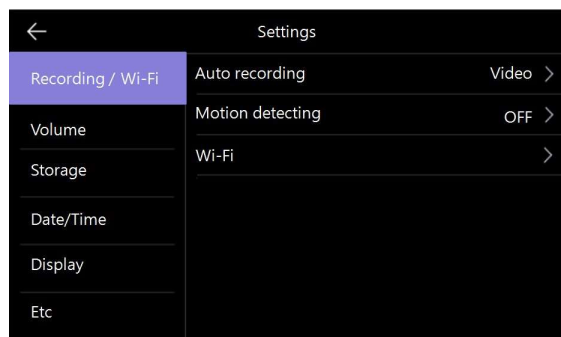 Settings
Recording / Wi-Fi
Volume
Storage
Date/Time
Display
Etc
Auto recording Video
Motion detecting OFF
Wi-Fi